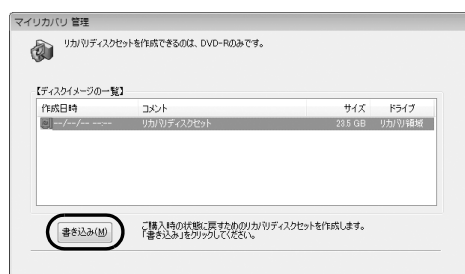 マイリカバリ 管理
リカバリディスクセットを作成できるのは、DVD-Rのみです。
【ディスクイメージの一覧】
作成日時 コメント サイズ ドライブ
--/--/-- --:-- リカバリディスクセット 23.5 GB リカバリ領域
書き込み(M)
ご購入時の状態に戻すためのリカバリディスクセットを作成します。
「書き込み」をクリックしてください。